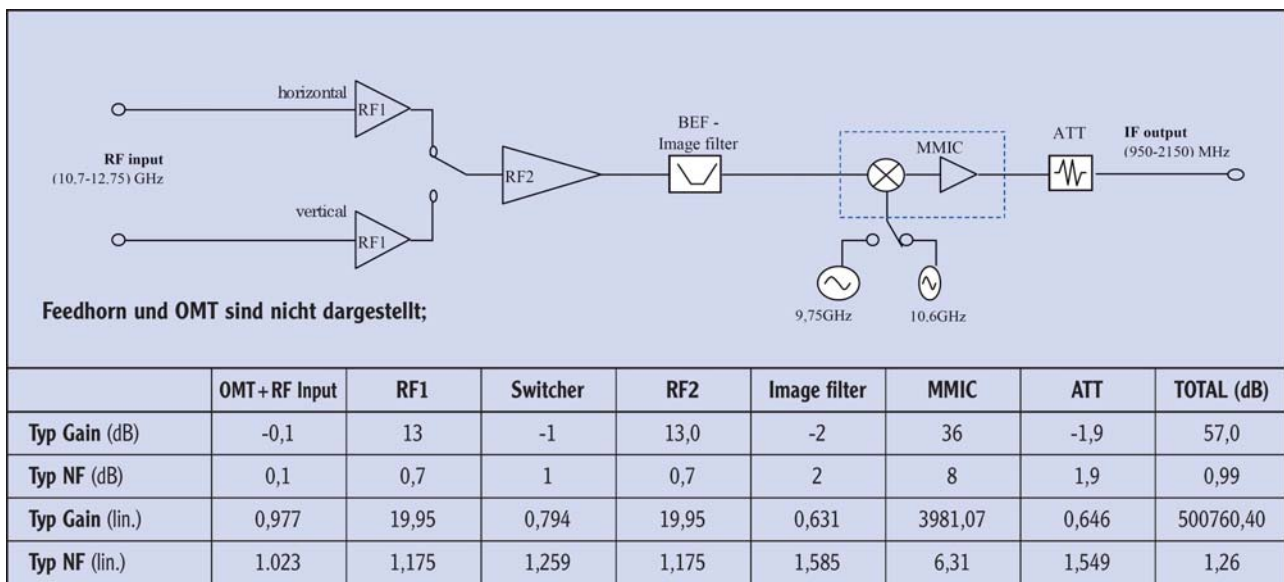 horizontal
RF1
RF input
(10,7-12,75) GHz
vertical
RF1
RF2
BEF -
Image filter
MMIC
ATT
IF output
(950-2150) MHz
9,75GHz
10,6GHz
Feedhorn und OMT sind nicht dargestellt;
OMT+RF Input RF1 Switcher RF2 Image filter MMIC ATT TOTAL (dB)
Typ Gain (dB) -0,1 13 -1 13,0 -2 36 -1,9 57,0
Typ NF (dB) 0,1 0,7 1 0,7 2 8 1,9 0,99
Typ Gain (lin.) 0,977 19,95 0,794 19,95 0,631 3981,07 0,646 500760,40
Typ NF (lin.) 1.023 1,175 1,259 1,175 1,585 6,31 1,549 1,26